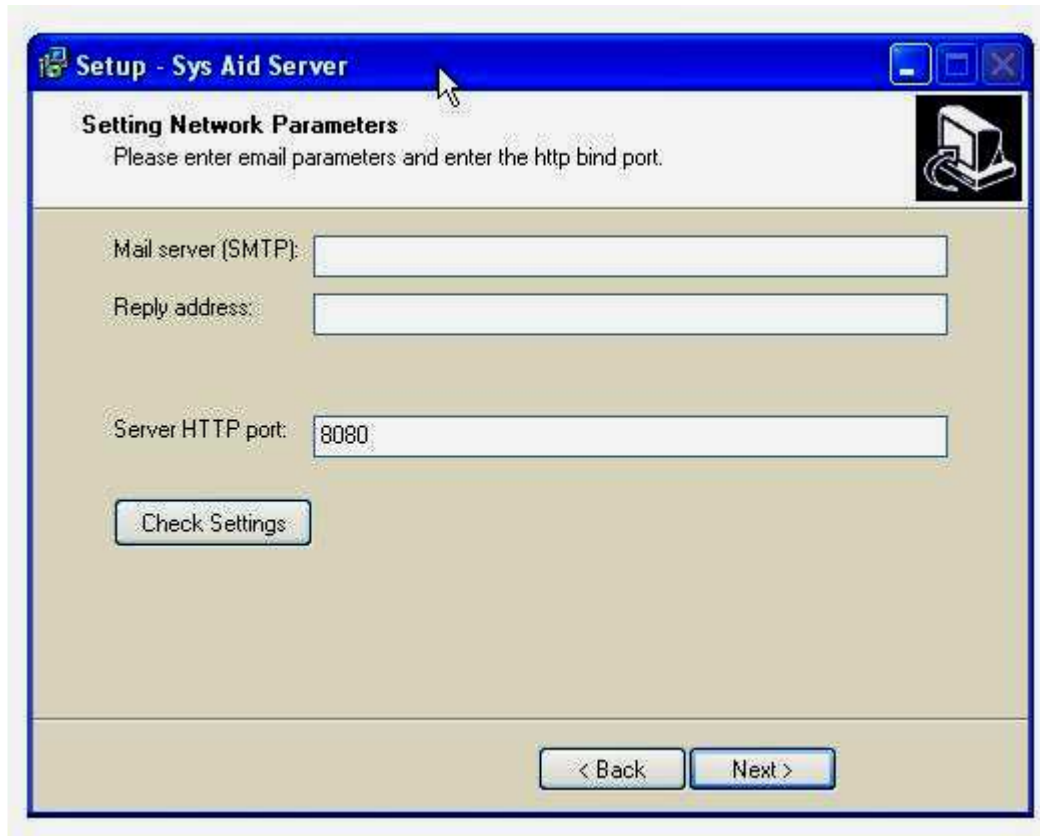 Setup - Sys Aid Server
Setting Network Parameters
Please enter email parameters and enter the http bind port.
Mail server (SMTP):
Reply address:
Server HTTP port: 8080
Check Settings
< Back Next >